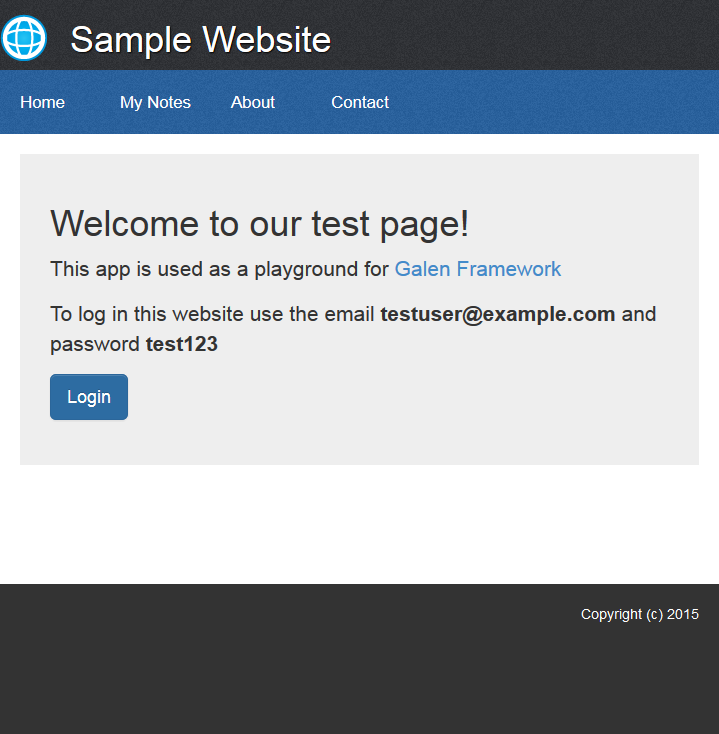 Sample Website
Home My Notes About Contact
Welcome to our test page!
This app is used as a playground for Galen Framework
To log in this website use the email testuser@example.com and
password test123
Login
Copyright (c) 2015